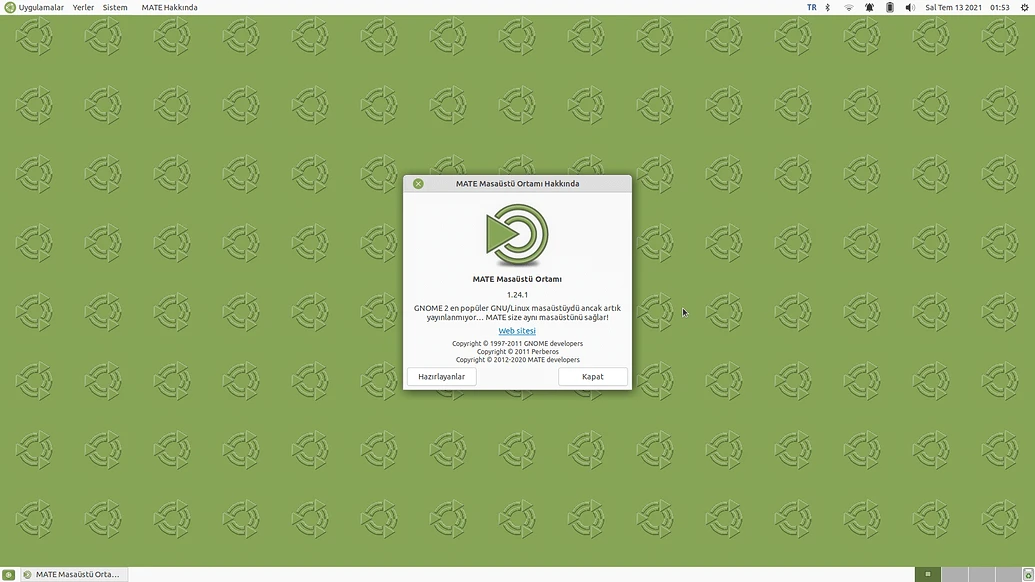 Uygulamalar Yerler Sistem MATE Hakkında TR Sal Tem 13 2021 01:53
MATE Masaüstü Ortamı Hakkında
MATE Masaüstü Ortamı
1.24.1
GNOME 2 en popüler GNU/Linux masaüstüydü ancak artık
yayınlanmıyor... MATE size aynı masaüstünü sağlar!
Web sitesi
Copyright © 1997-2011 GNOME developers
Copyright © 2011 Perberos
Copyright © 2012-2020 MATE developers
Hazırlayanlar Kapat
MATE Masaüstü Orta...